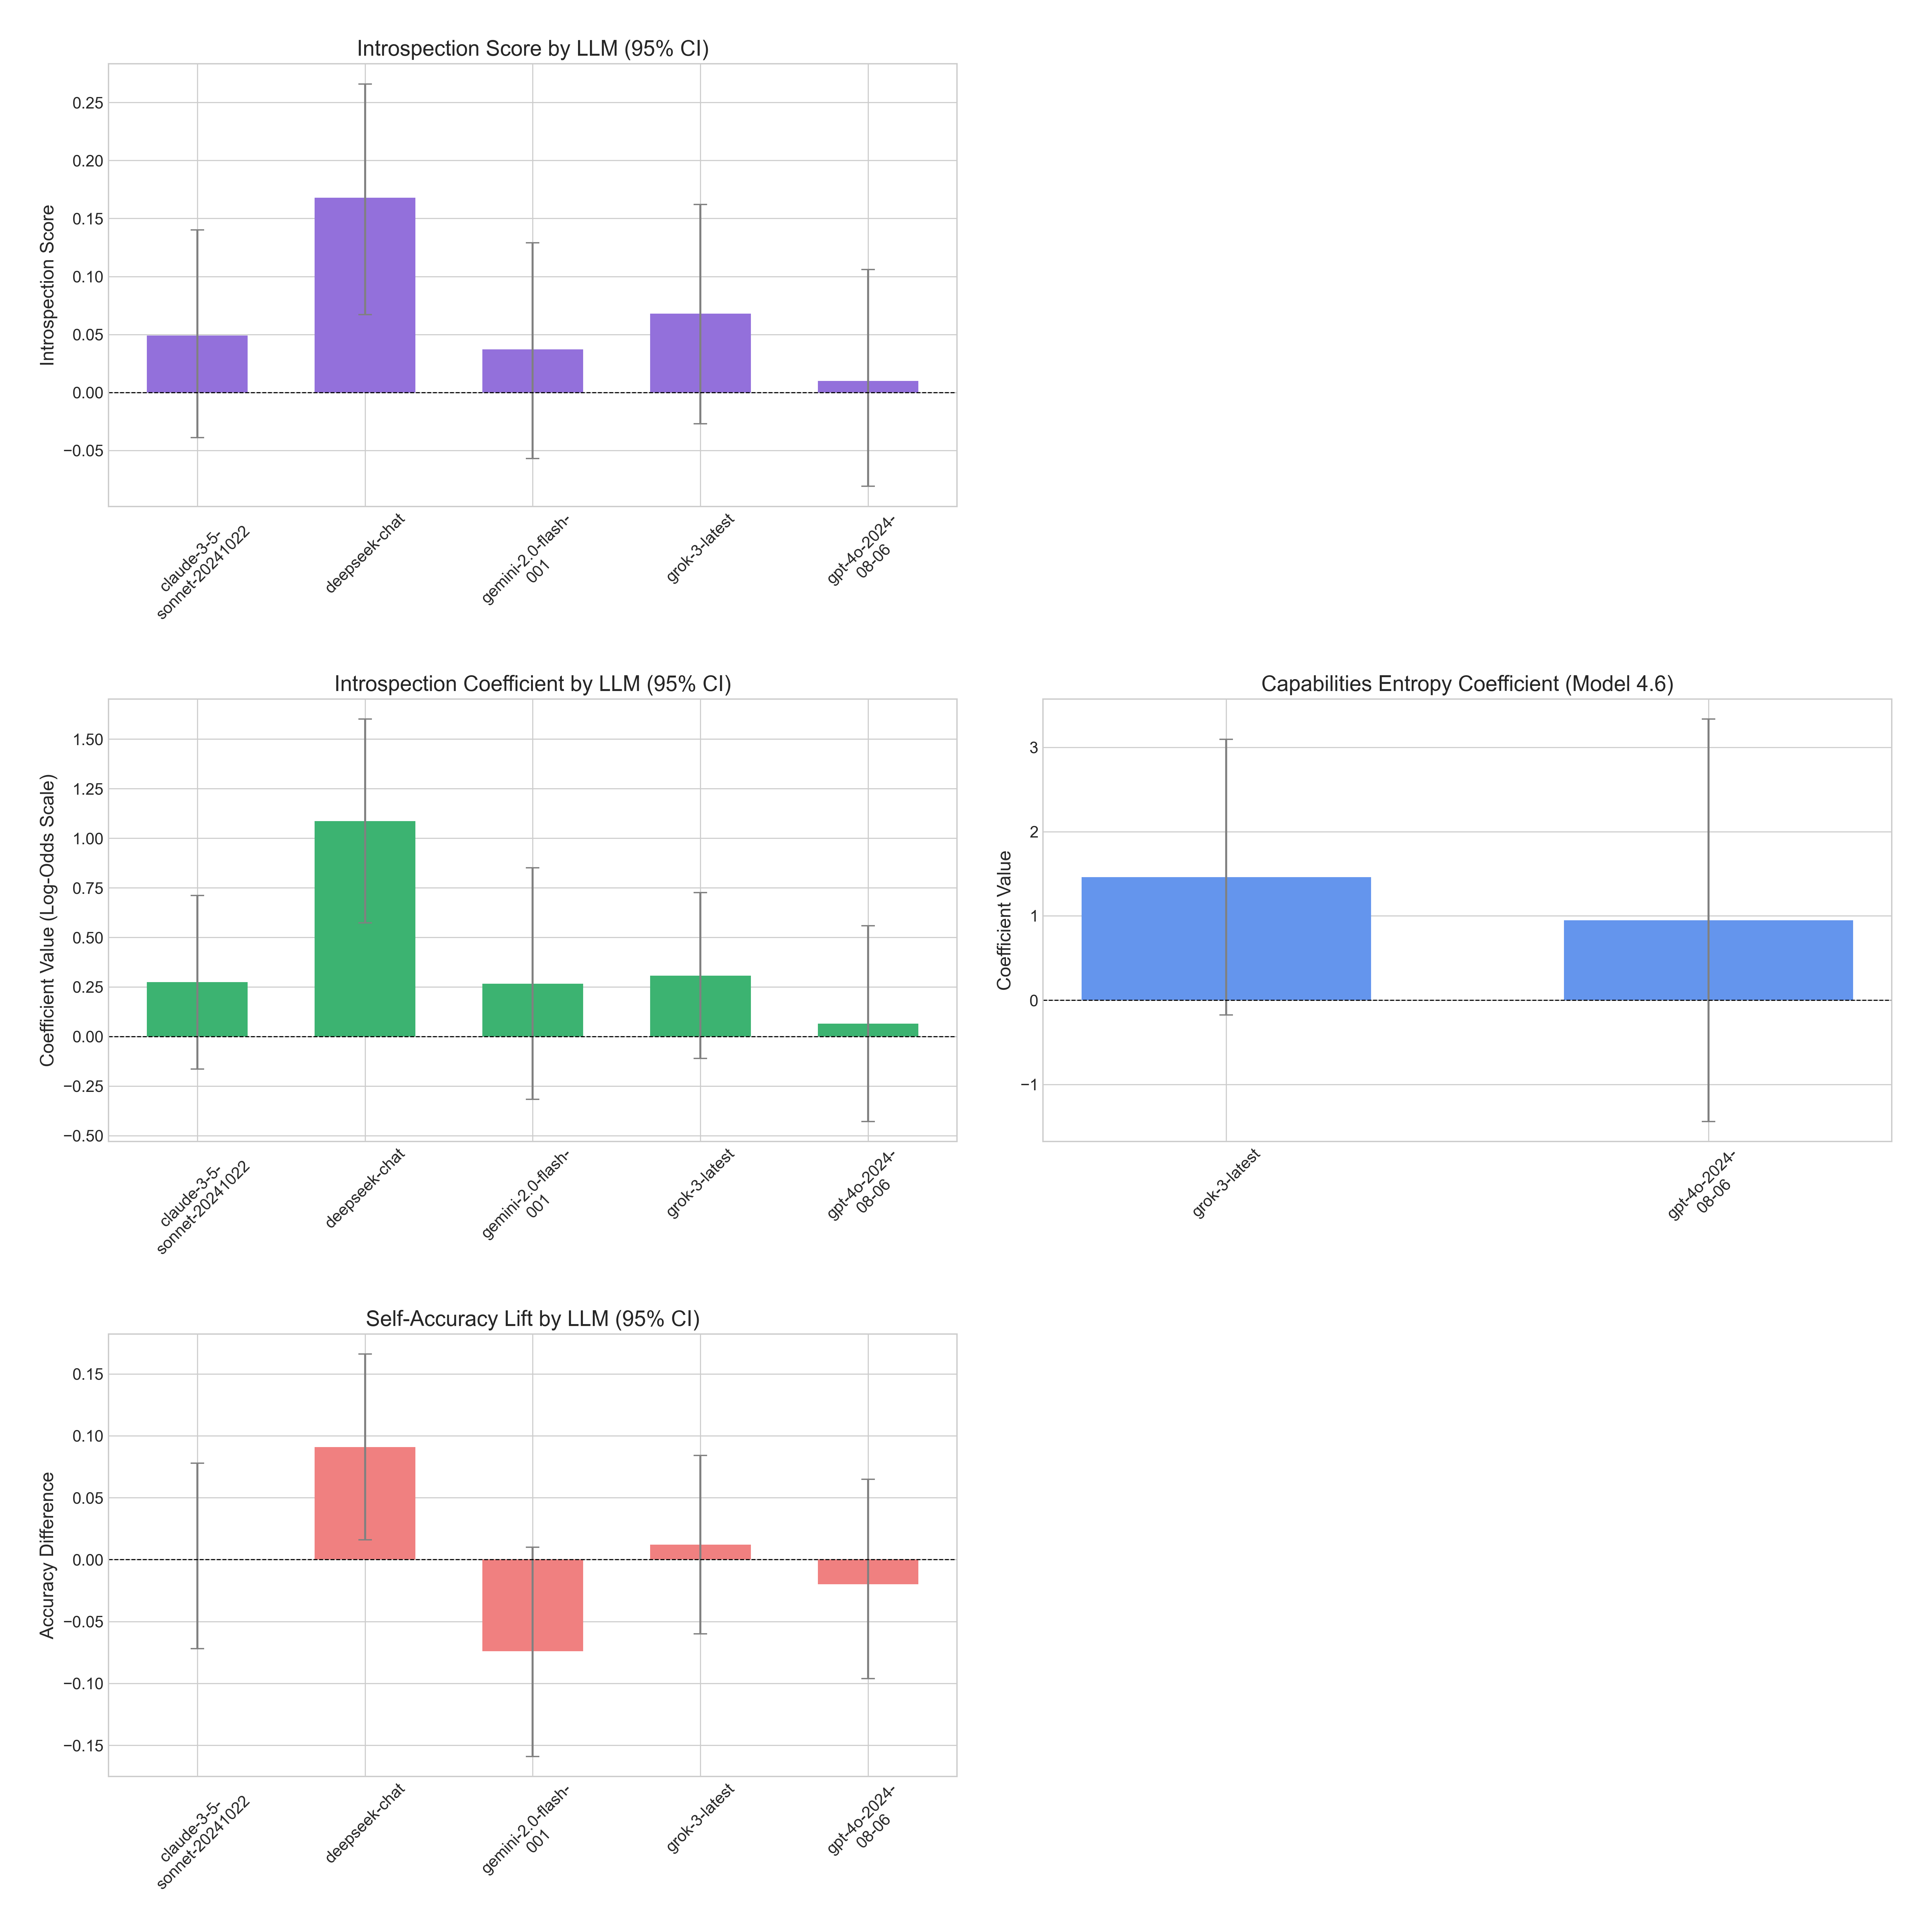 Introspection Score by LLM (95% CI)
Introspection Score
0.25
0.20
0.15
0.10
0.05
0.00
−0.05
claude-3-5-
sonnet-20241022
deepseek-chat
gemini-2.0-flash-
001
grok-3-latest
gpt-4o-2024-
08-06
Introspection Coefficient by LLM (95% CI)
Coefficient Value (Log-Odds Scale)
1.50
1.25
1.00
0.75
0.50
0.25
0.00
−0.25
−0.50
claude-3-5-
sonnet-20241022
deepseek-chat
gemini-2.0-flash-
001
grok-3-latest
gpt-4o-2024-
08-06
Capabilities Entropy Coefficient (Model 4.6)
Coefficient Value
3
2
1
0
−1
grok-3-latest
gpt-4o-2024-
08-06
Self-Accuracy Lift by LLM (95% CI)
Accuracy Difference
0.15
0.10
0.05
0.00
−0.05
−0.10
−0.15
claude-3-5-
sonnet-20241022
deepseek-chat
gemini-2.0-flash-
001
grok-3-latest
gpt-4o-2024-
08-06